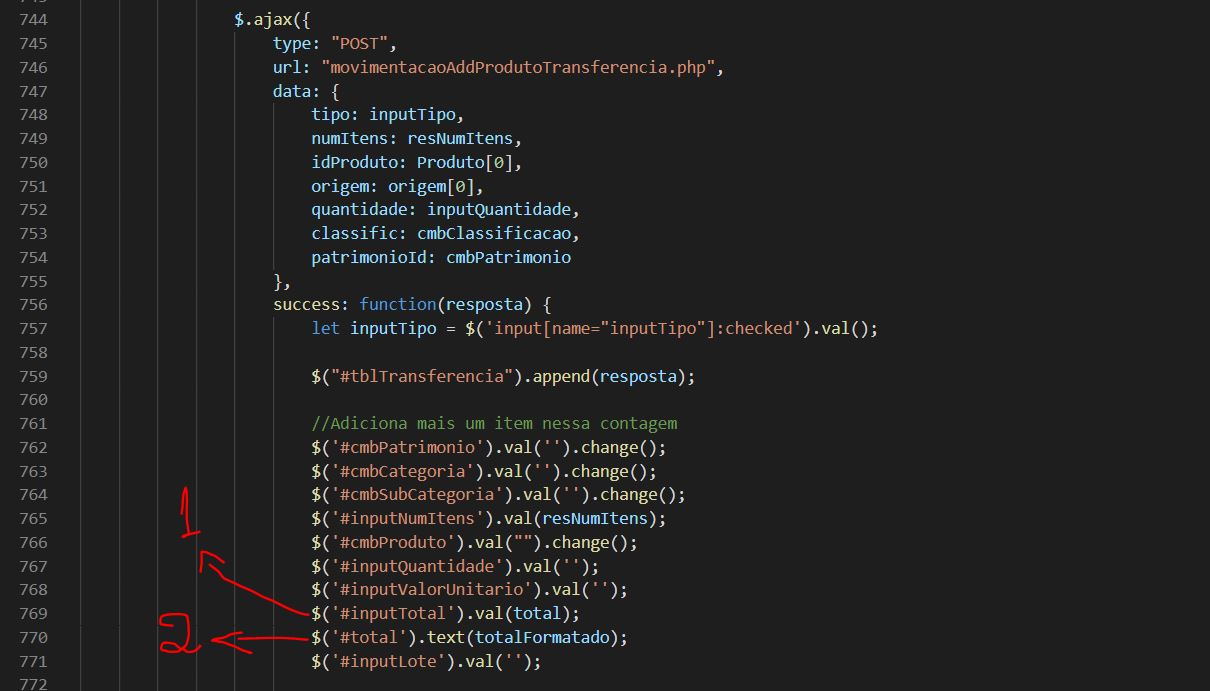 744 $.ajax({
745 type: "POST",
746 url: "movimentacaoAddProdutoTransferencia.php",
747 data: {
748 tipo: inputTipo,
749 numItens: resNumItens,
750 idProduto: Produto[0],
751 origem: origem[0],
752 quantidade: inputQuantidade,
753 classific: cmbClassificacao,
754 patrimonioId: cmbPatrimonio
755 },
756 success: function(resposta) {
757 let inputTipo = $('input[name="inputTipo"]:checked').val();
758
759 $("#tblTransferencia").append(resposta);
760
761 //Adiciona mais um item nessa contagem
762 $('#cmbPatrimonio').val('').change();
763 $('#cmbCategoria').val('').change();
764 $('#cmbSubCategoria').val('').change();
765 $('#inputNumItens').val(resNumItens);
1
766 $('#cmbProduto').val("").change();
767 $('#inputQuantidade').val('');
768 $('#inputValorUnitario').val('');
769 $('#inputTotal').val(total);
2
770 $('#total').text(totalFormatado);
771 $('#inputLote').val('');
772